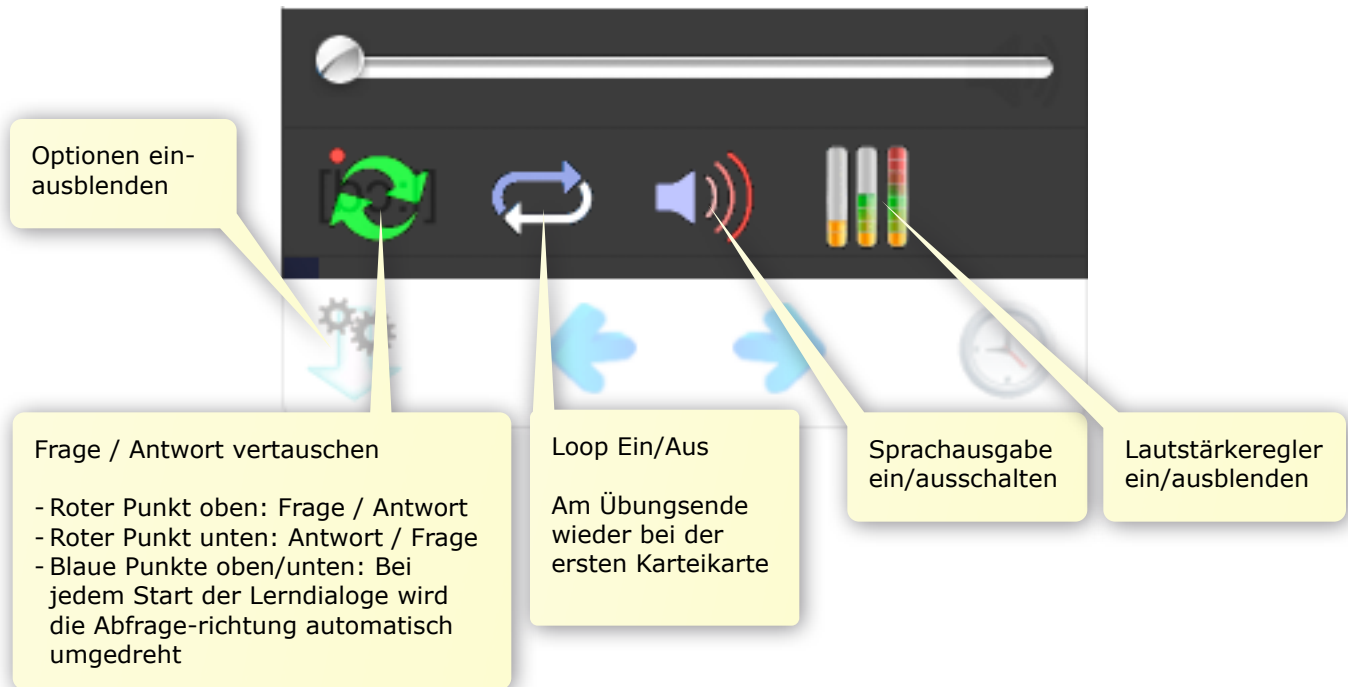 Optionen ein-
ausblenden
[bɔ:]
Frage / Antwort vertauschen
- Roter Punkt oben: Frage / Antwort
- Roter Punkt unten: Antwort / Frage
- Blaue Punkte oben/unten: Bei
jedem Start der Lerndialoge wird
die Abfrage-richtung automatisch
umgedreht
Loop Ein/Aus
Am Übungsende
wieder bei der
ersten Karteikarte
Sprachausgabe
ein/ausschalten
Lautstärkeregler
ein/ausblenden